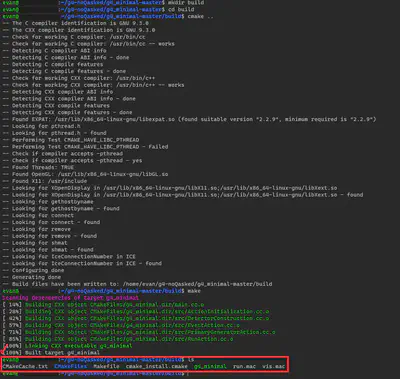 evan@ :~/g4-noQasked/g4_minimal-master$ mkdir build
evan@ :~/g4-noQasked/g4_minimal-master$ cd build
evan@ :~/g4-noQasked/g4_minimal-master/build$ cmake ..
-- The C compiler identification is GNU 9.3.0
-- The CXX compiler identification is GNU 9.3.0
-- Check for working C compiler: /usr/bin/cc
-- Check for working C compiler: /usr/bin/cc -- works
-- Detecting C compiler ABI info
-- Detecting C compiler ABI info - done
-- Detecting C compile features
-- Detecting C compile features - done
-- Check for working CXX compiler: /usr/bin/c++
-- Check for working CXX compiler: /usr/bin/c++ -- works
-- Detecting CXX compiler ABI info
-- Detecting CXX compiler ABI info - done
-- Detecting CXX compile features
-- Detecting CXX compile features - done
-- Found EXPAT: /usr/lib/x86_64-linux-gnu/libexpat.so (found suitable version "2.2.9", minimum required is "2.2.9")
-- Looking for pthread.h
-- Looking for pthread.h - found
-- Performing Test CMAKE_HAVE_LIBC_PTHREAD
-- Performing Test CMAKE_HAVE_LIBC_PTHREAD - Failed
-- Check if compiler accepts -pthread
-- Check if compiler accepts -pthread - yes
-- Found Threads: TRUE
-- Found OpenGL: /usr/lib/x86_64-linux-gnu/libGL.so
-- Found X11: /usr/include
-- Looking for XOpenDisplay in /usr/lib/x86_64-linux-gnu/libX11.so;/usr/lib/x86_64-linux-gnu/libXext.so
-- Looking for XOpenDisplay in /usr/lib/x86_64-linux-gnu/libX11.so;/usr/lib/x86_64-linux-gnu/libXext.so - found
-- Looking for gethostbyname
-- Looking for gethostbyname - found
-- Looking for connect
-- Looking for connect - found
-- Looking for remove
-- Looking for remove - found
-- Looking for shmat
-- Looking for shmat - found
-- Looking for IceConnectionNumber in ICE
-- Looking for IceConnectionNumber in ICE - found
-- Configuring done
-- Generating done
-- Build files have been written to: /home/evan/g4-noQasked/g4_minimal-master/build
evan@ :~/g4-noQasked/g4_minimal-master/build$ make
Scanning dependencies of target g4_minimal
[ 14%] Building CXX object CMakeFiles/g4_minimal.dir/main.cc.o
[ 28%] Building CXX object CMakeFiles/g4_minimal.dir/src/ActionInitialization.cc.o
[ 42%] Building CXX object CMakeFiles/g4_minimal.dir/src/DetectorConstruction.cc.o
[ 57%] Building CXX object CMakeFiles/g4_minimal.dir/src/EventAction.cc.o
[ 71%] Building CXX object CMakeFiles/g4_minimal.dir/src/PrimaryGeneratorAction.cc.o
[ 85%] Building CXX object CMakeFiles/g4_minimal.dir/src/RunAction.cc.o
[100%] Linking CXX executable g4_minimal
[100%] Built target g4_minimal
evan@ :~/g4-noQasked/g4_minimal-master/build$ ls
CMakeCache.txt CMakeFiles Makefile cmake_install.cmake g4_minimal run.mac vis.mac